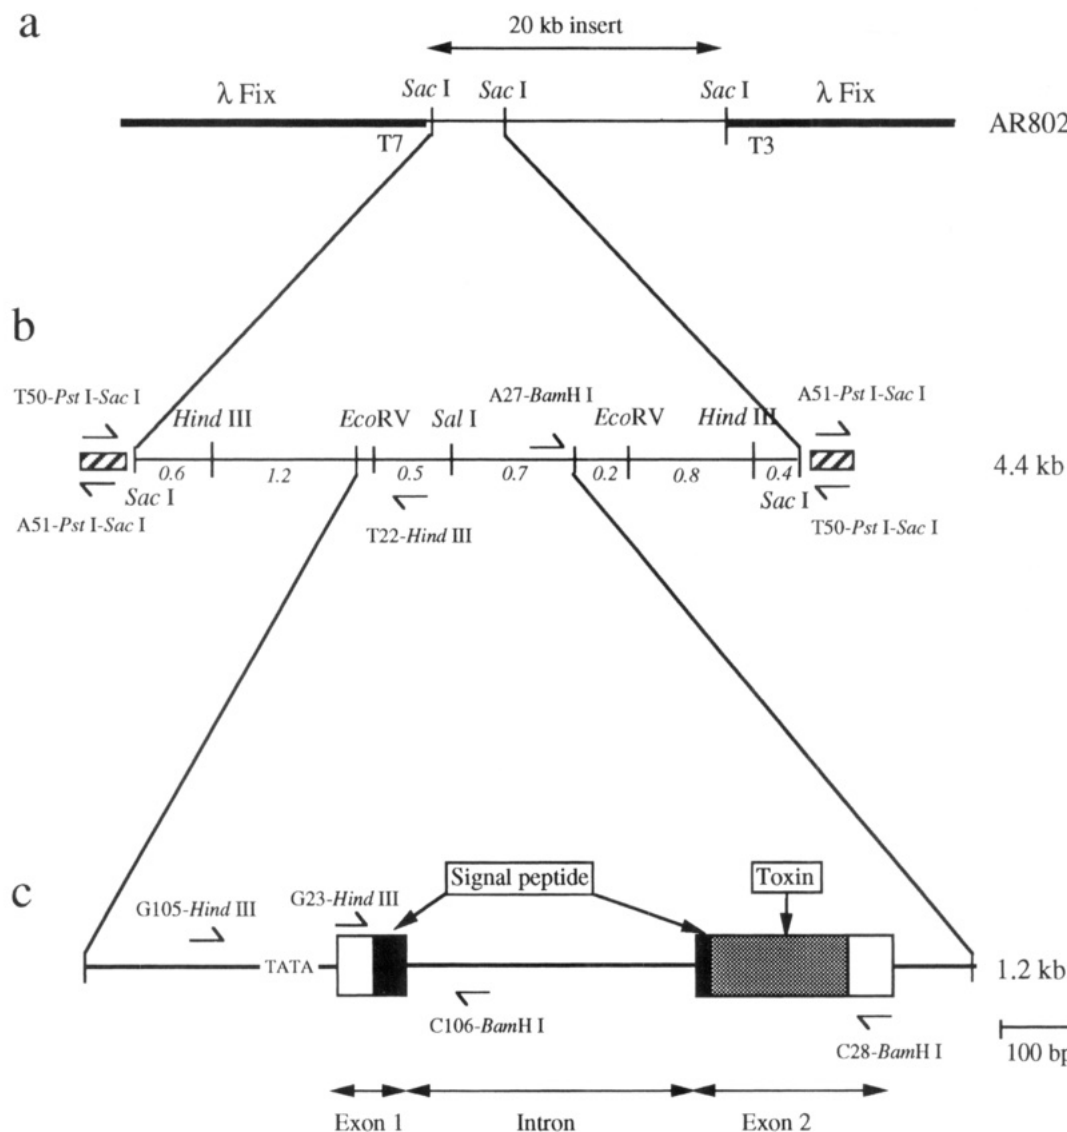 a
20 kb insert
Sac I Sac I Sac I
λ Fix λ Fix
T7 T3 AR802
b
T50-Pst I-Sac I A27-BamH I A51-Pst I-Sac I
Hind III EcoRV Sal I EcoRV Hind III
0.6 1.2 0.5 0.7 0.2 0.8 0.4 4.4 kb
Sac I Sac I
A51-Pst I-Sac I T22-Hind III T50-Pst I-Sac I
c
Signal peptide Toxin
G105-Hind III G23-Hind III
TATA 1.2 kb
C106-BamH I C28-BamH I 100 bp
Exon 1 Intron Exon 2